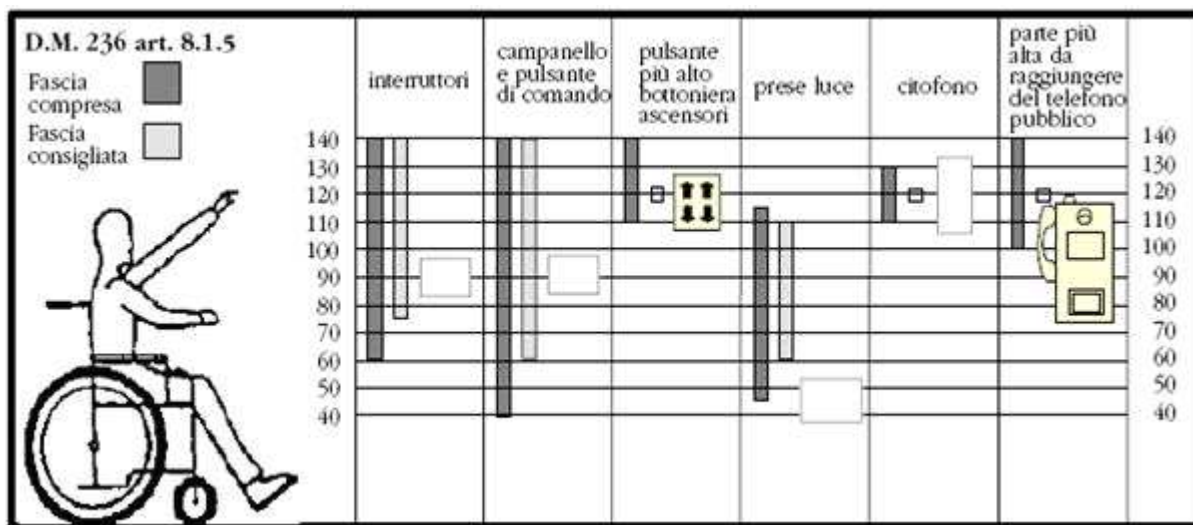 D.M. 236 art. 8.1.5
Fascia
compresa
Fascia
consigliata
interruttori
campanello
e pulsante
di comando
pulsante
più alto
bottoniera
ascensori
prese luce
citofono
parte più
alta da
raggiungere
del telefono
pubblico
140
130
120
110
100
90
80
70
60
50
40
140
130
120
110
100
90
80
70
60
50
40